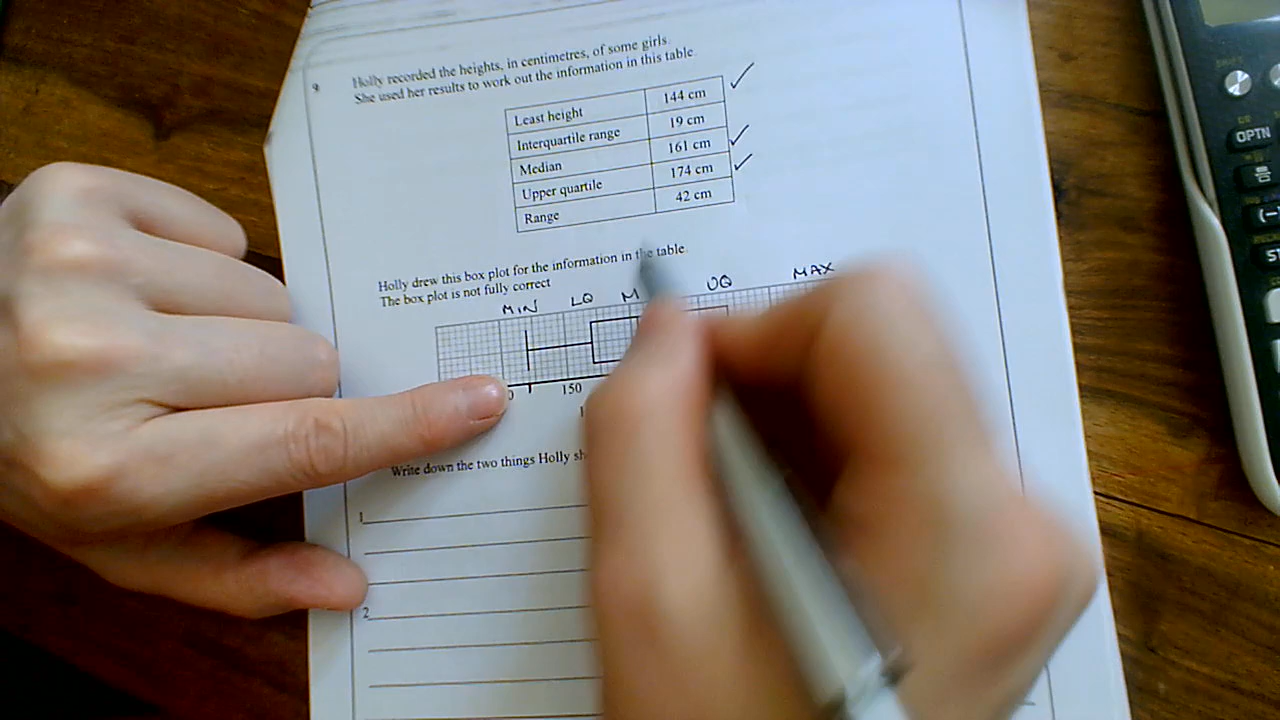 9
Holly recorded the heights, in centimetres, of some girls.
She used her results to work out the information in this table.
Least height 144 cm
Interquartile range 19 cm
Median 161 cm
Upper quartile 174 cm
Range 42 cm
Holly drew this box plot for the information in the table.
The box plot is not fully correct
MIN LQ M UQ MAX
0 150
Write down the two things Holly sh
1
2
OPTN